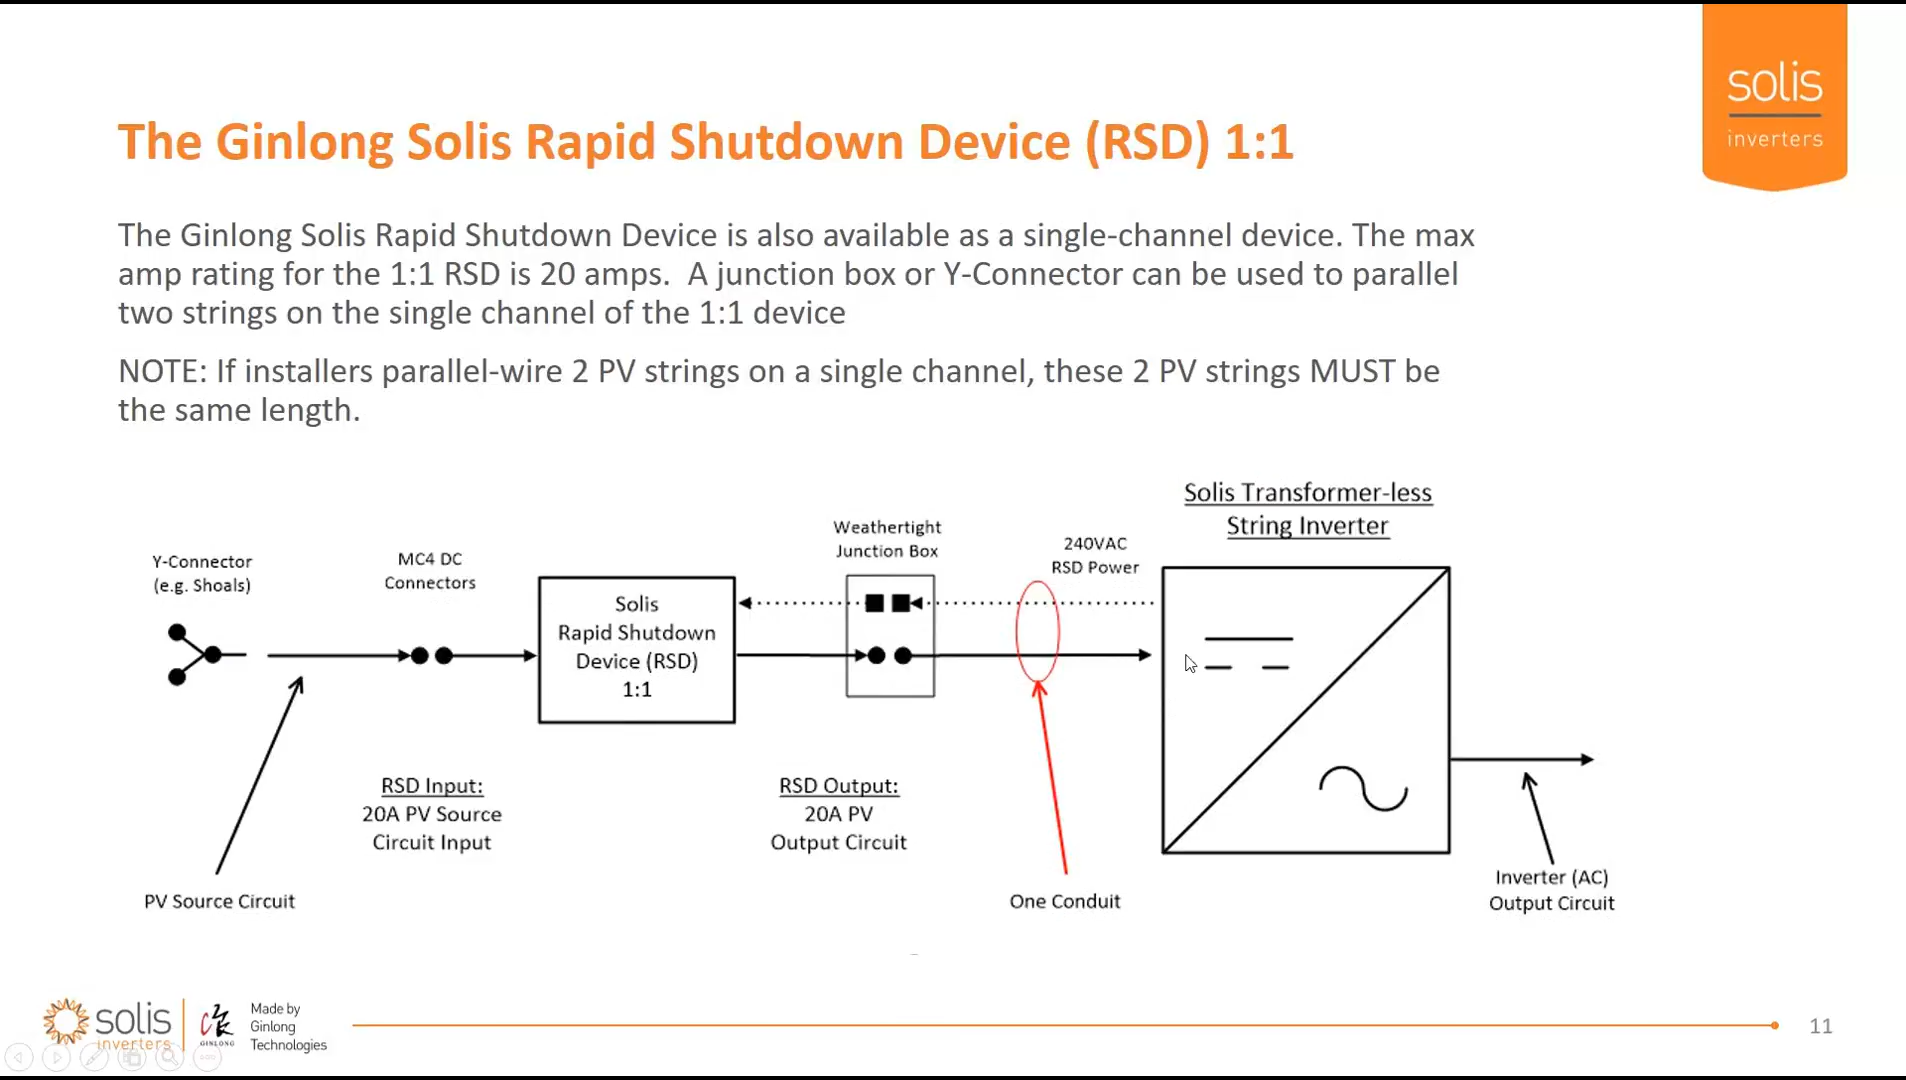 solis
inverters
The Ginlong Solis Rapid Shutdown Device (RSD) 1:1
The Ginlong Solis Rapid Shutdown Device is also available as a single-channel device. The max
amp rating for the 1:1 RSD is 20 amps.  A junction box or Y-Connector can be used to parallel
two strings on the single channel of the 1:1 device
NOTE: If installers parallel-wire 2 PV strings on a single channel, these 2 PV strings MUST be
the same length.
Solis Transformer-less
String Inverter
Weathertight
Junction Box
240VAC
RSD Power
Y-Connector
(e.g. Shoals)
MC4 DC
Connectors
Solis
Rapid Shutdown
Device (RSD)
1:1
RSD Input:
20A PV Source
Circuit Input
RSD Output:
20A PV
Output Circuit
PV Source Circuit
One Conduit
Inverter (AC)
Output Circuit
solis
inverters
GINLONG
Made by
Ginlong
Technologies
11